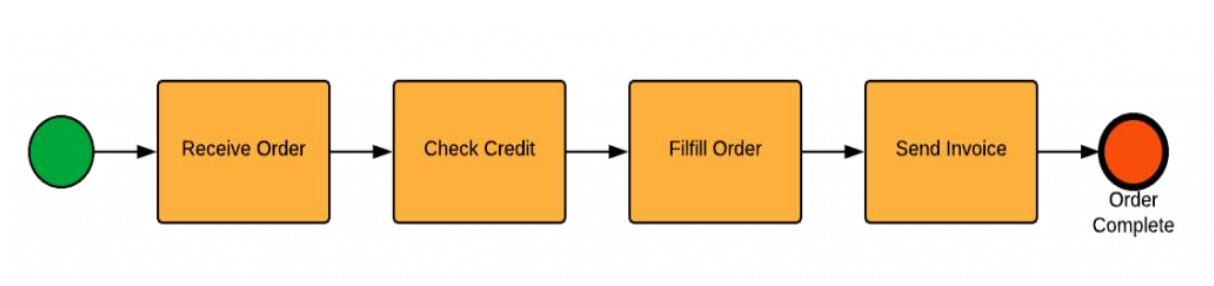 Receive Order
Check Credit
Filfill Order
Send Invoice
Order
Complete